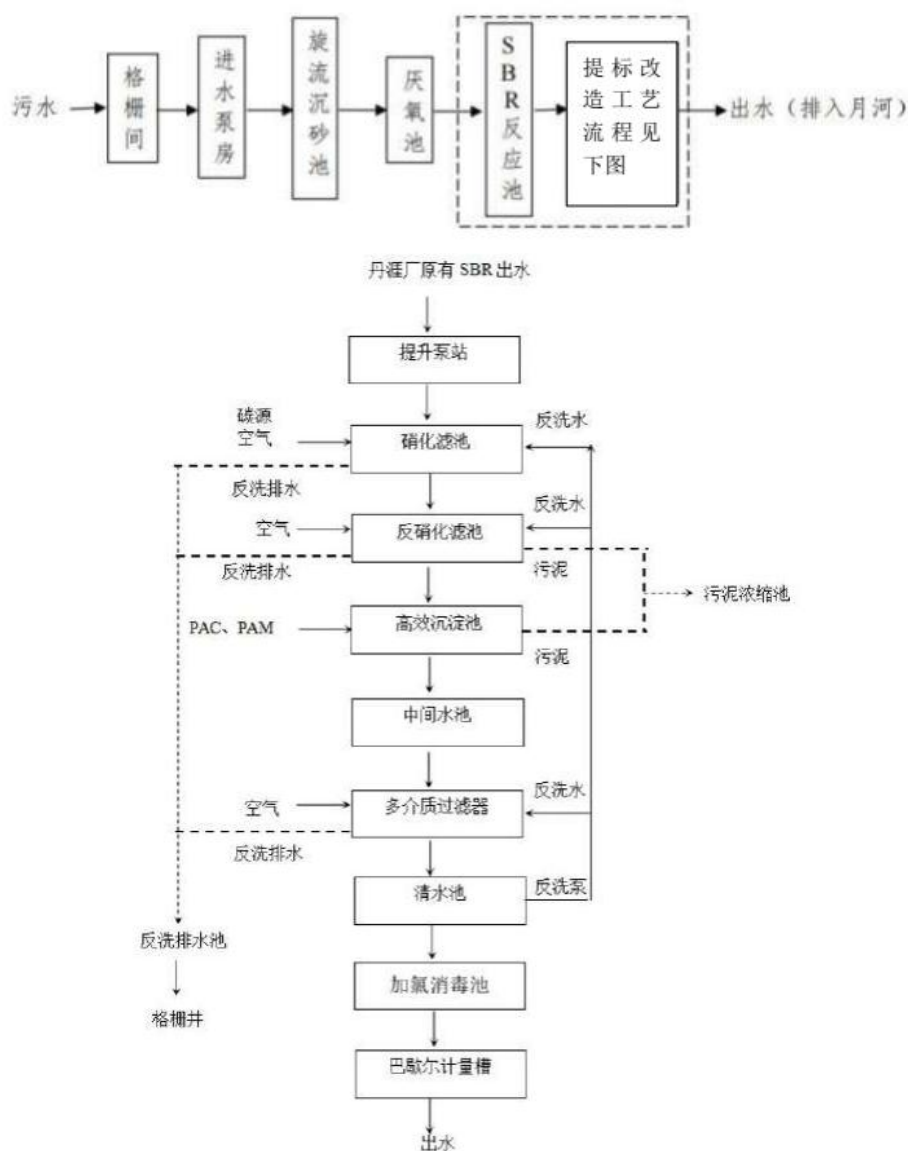 污水
格栅间
进水泵房
旋流沉砂池
厌氧池
SBR反应池
提标改
造工艺
流程见
下图
出水（排入月河）
丹涯厂原有 SBR 出水
提升泵站
碳源
空气
硝化滤池
反洗水
反洗排水
空气
反硝化滤池
反洗水
反洗排水
污泥
污泥浓缩池
PAC、PAM
高效沉淀池
污泥
中间水池
空气
多介质过滤器
反洗水
反洗排水
清水池
反洗泵
反洗排水池
加氯消毒池
格栅井
巴歇尔计量槽
出水